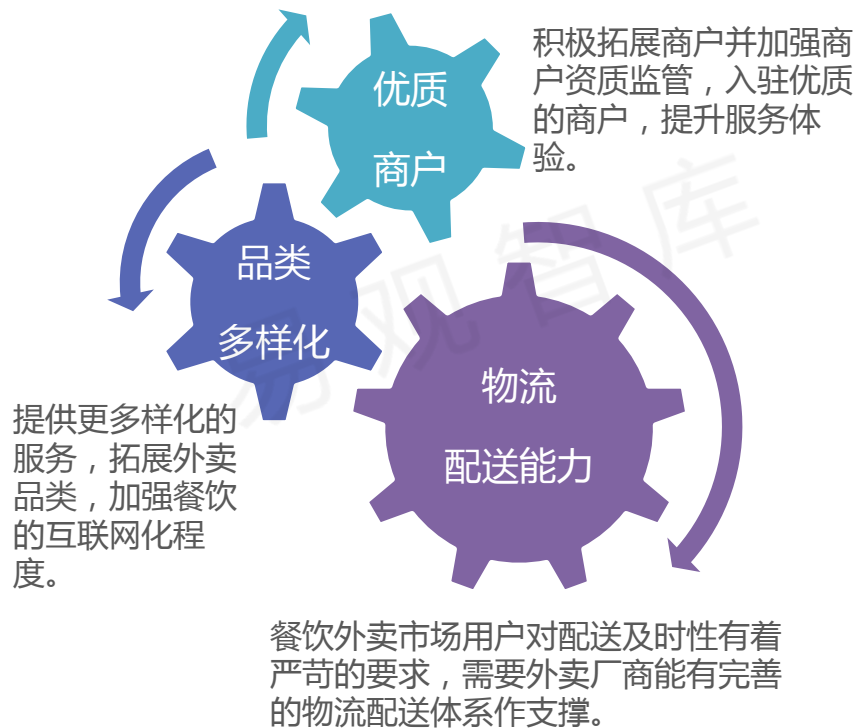 优质
商户
积极拓展商户并加强商
户资质监管，入驻优质
的商户，提升服务体
验。
品类
多样化
提供更多样化的
服务，拓展外卖
品类，加强餐饮
的互联网化程
度。
物流
配送能力
餐饮外卖市场用户对配送及时性有着
严苛的要求，需要外卖厂商能有完善
的物流配送体系作支撑。
易观智库